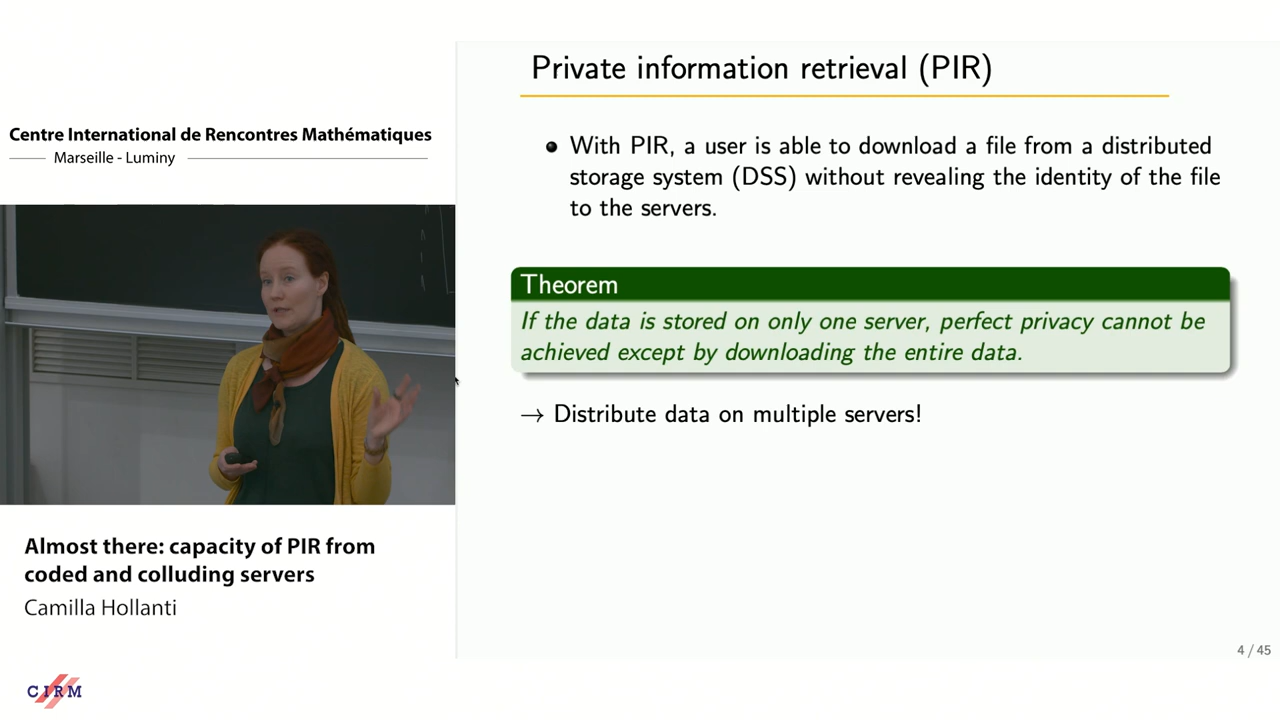 Centre International de Rencontres Mathématiques
Marseille - Luminy
Almost there: capacity of PIR from
coded and colluding servers
Camilla Hollanti
CIRM
Private information retrieval (PIR)
With PIR, a user is able to download a file from a distributed
storage system (DSS) without revealing the identity of the file
to the servers.
Theorem
If the data is stored on only one server, perfect privacy cannot be
achieved except by downloading the entire data.
→ Distribute data on multiple servers!
4 / 45